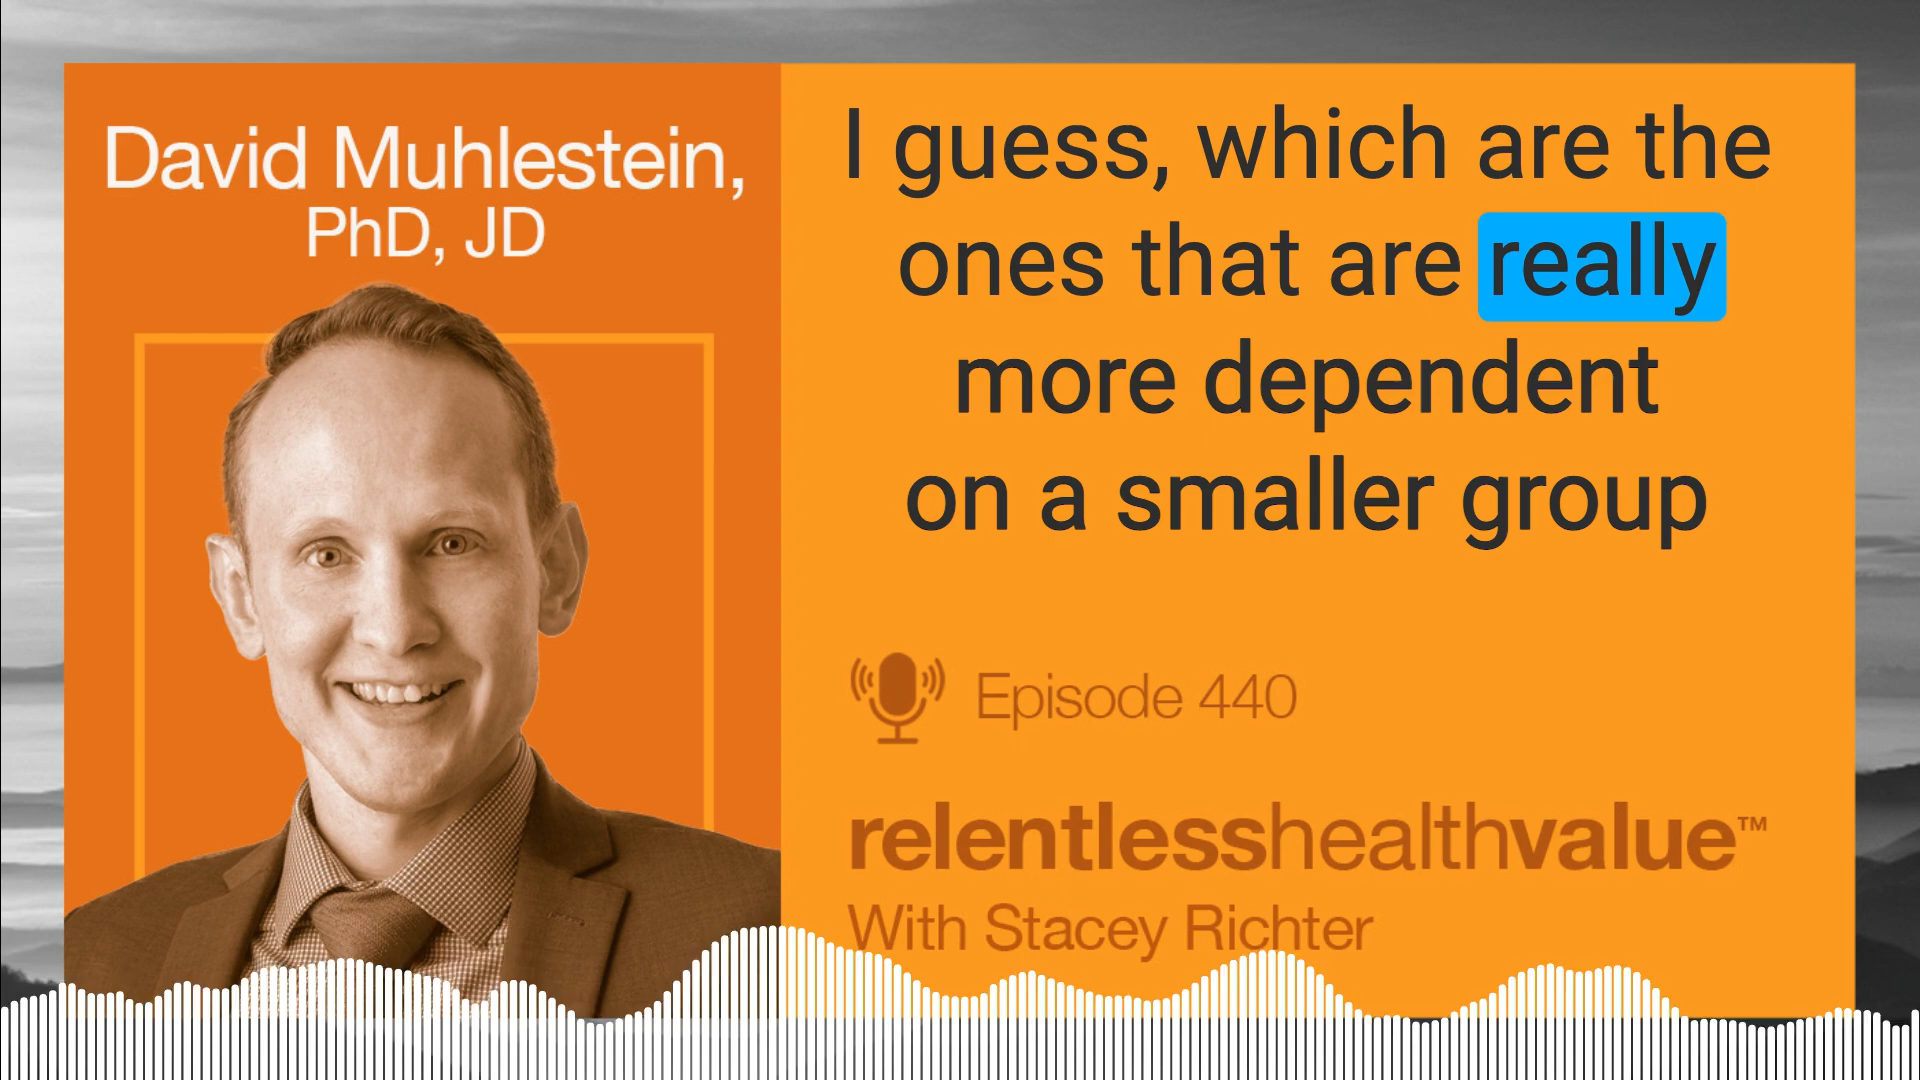 David Muhlestein,
PhD, JD
I guess, which are the
ones that are really
more dependent
on a smaller group
Episode 440
relentlesshealthvalue™
With Stacey Richter